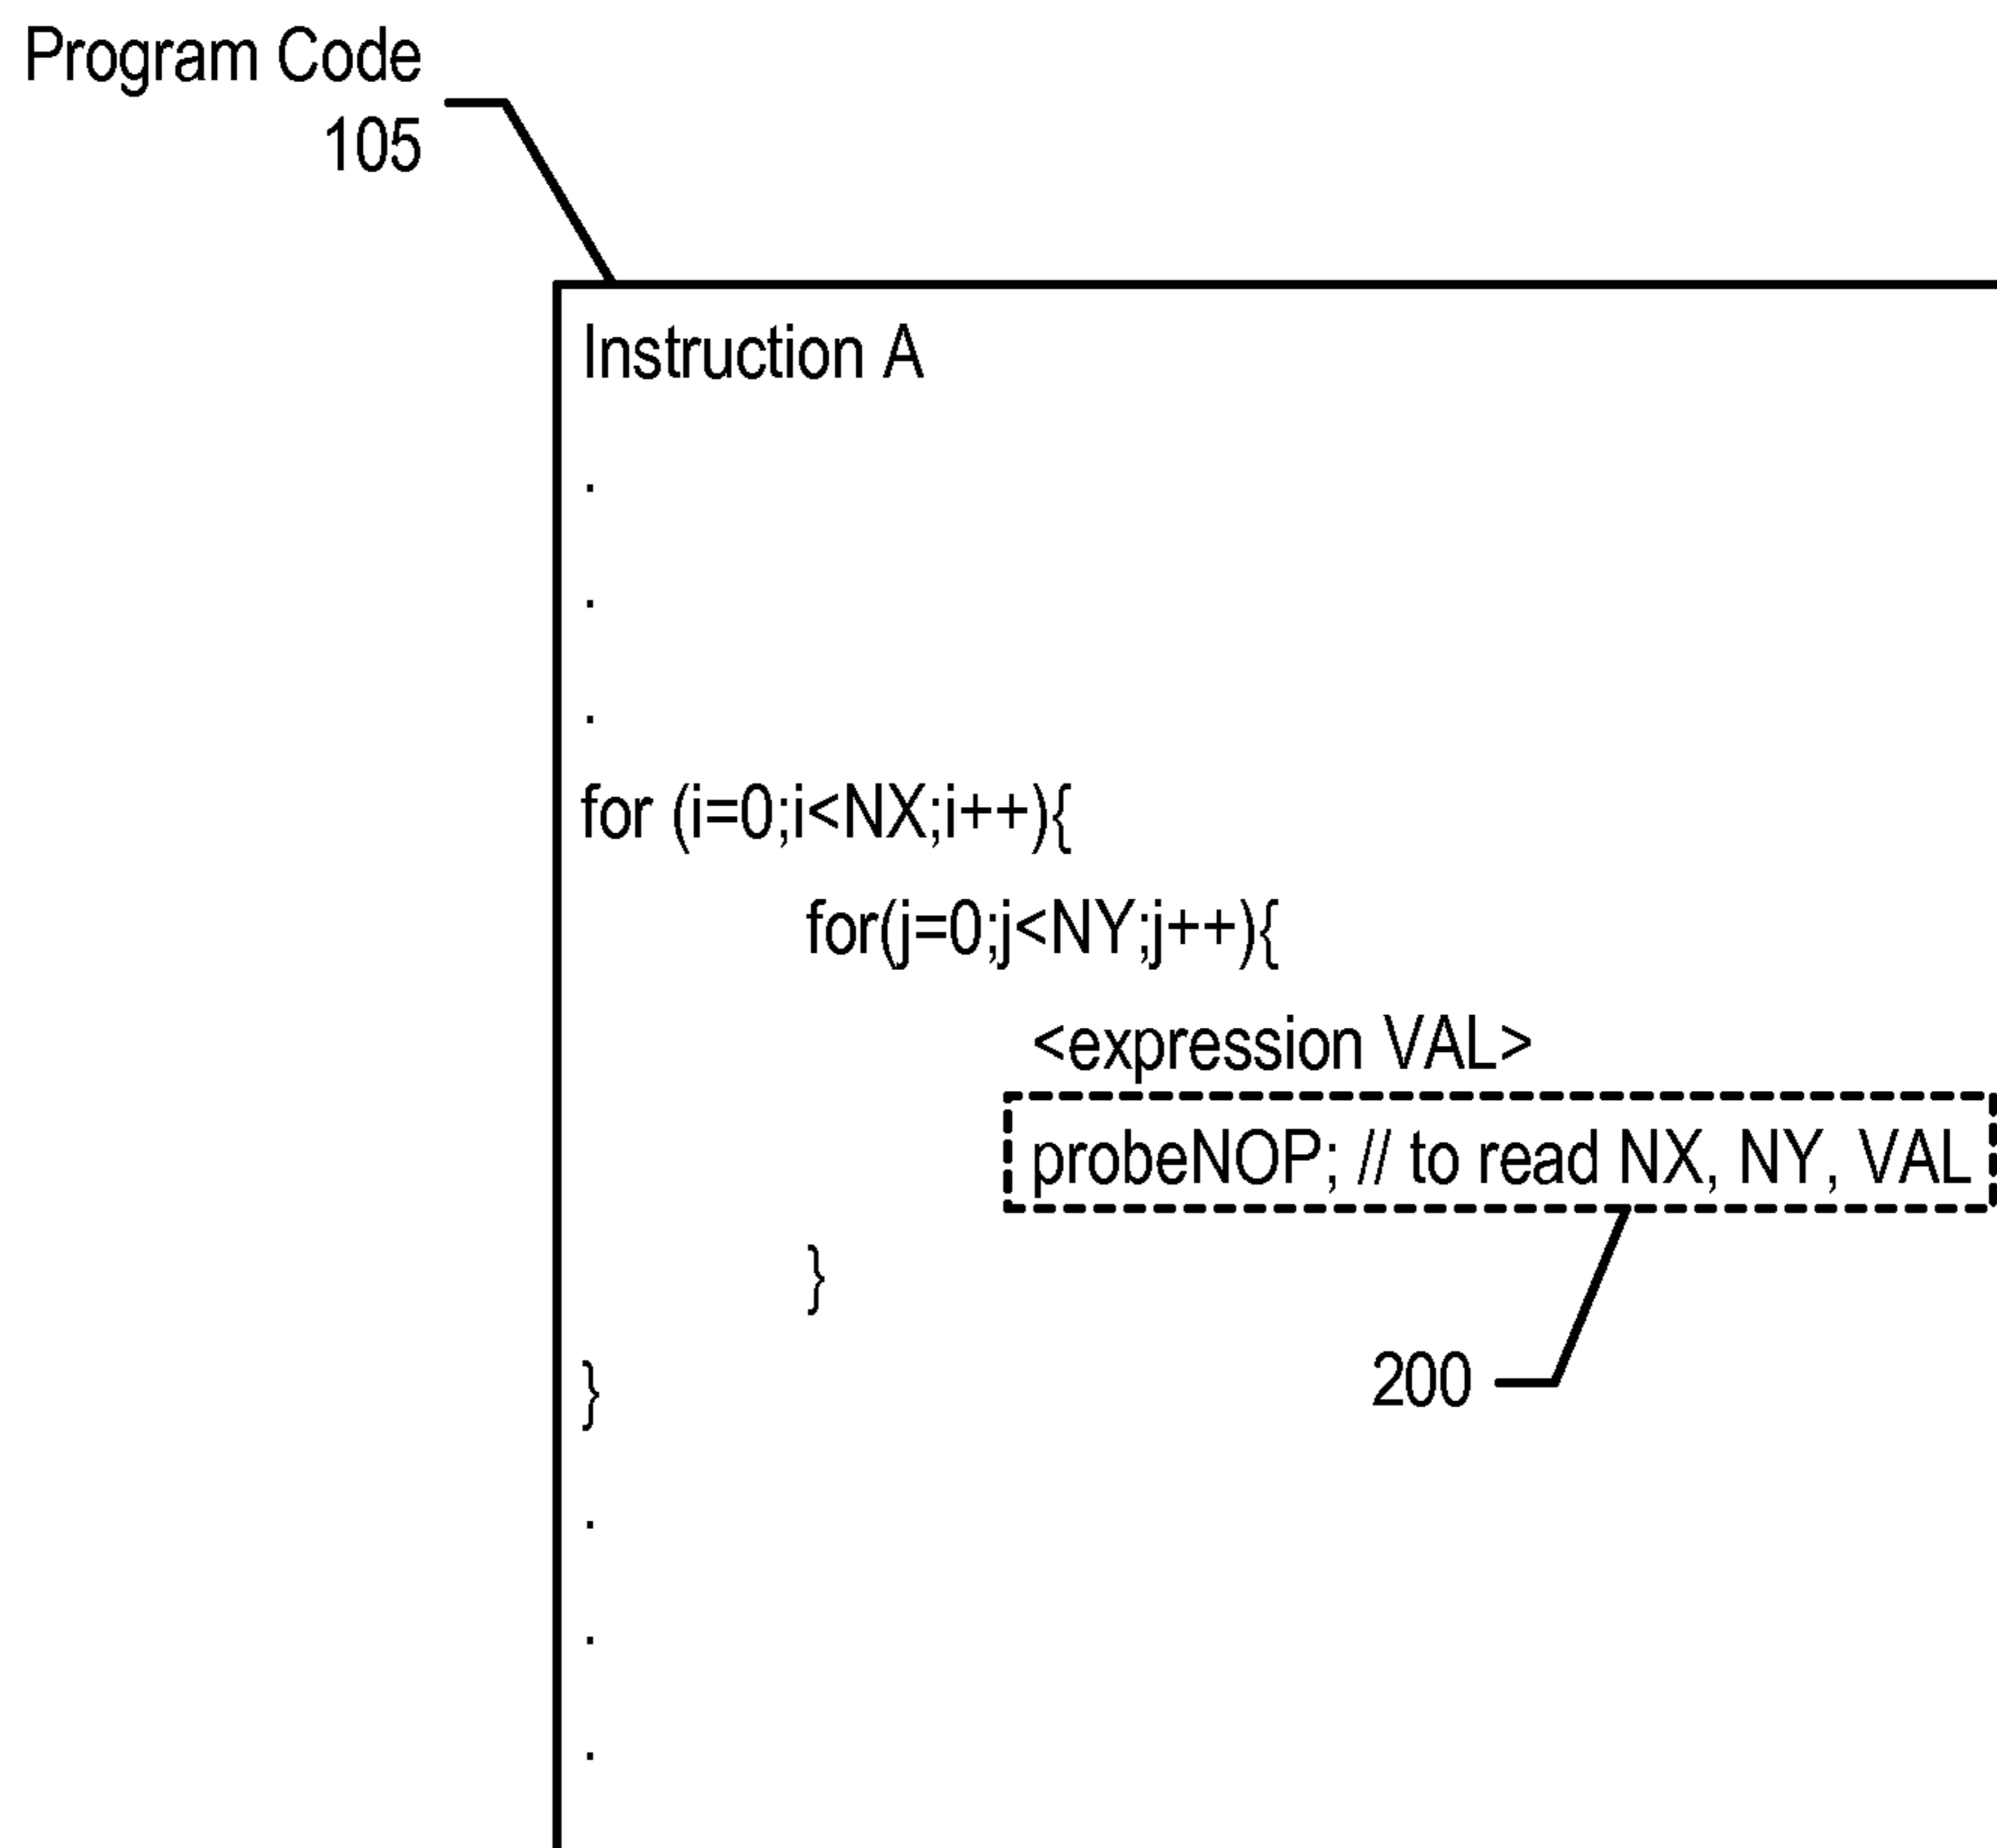 Program Code
105
Instruction A
.
.
.
for (i=0;i<NX;i++){
for(j=0;j<NY;j++){
<expression VAL>
probeNOP; // to read NX, NY, VAL
}
200
}
.
.
.